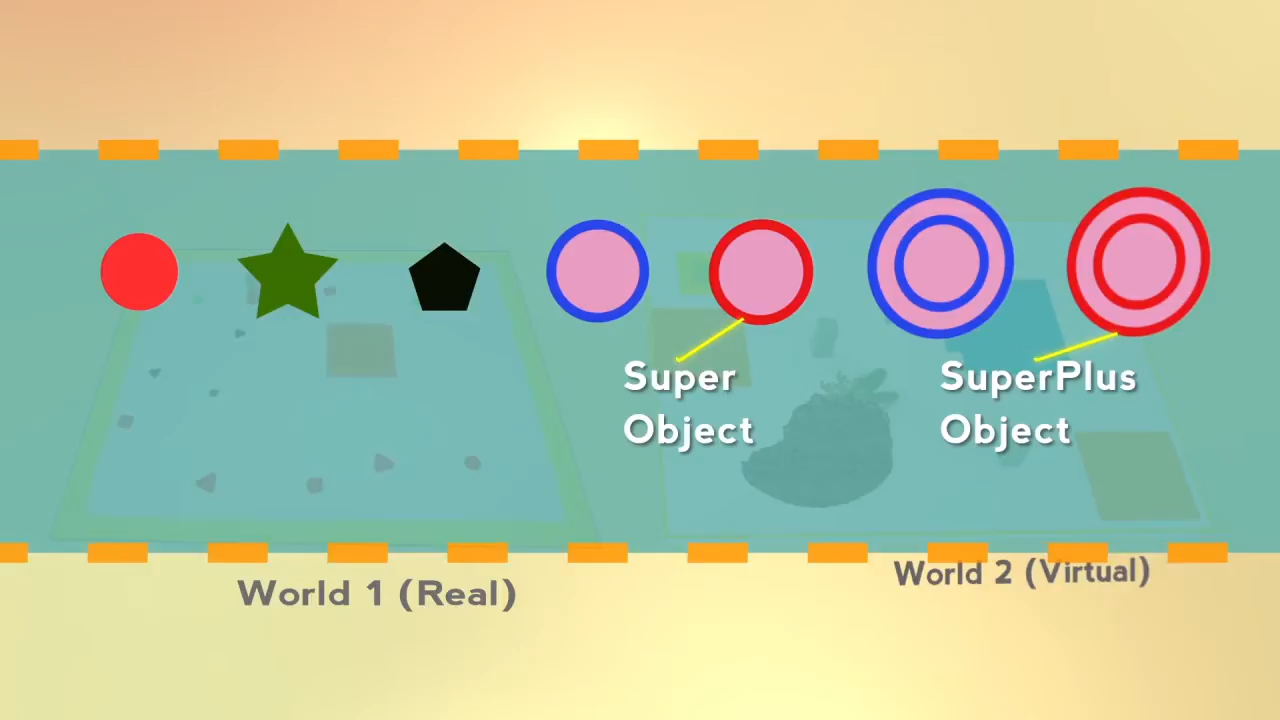 Super
Object
SuperPlus
Object
World 1 (Real)
World 2 (Virtual)